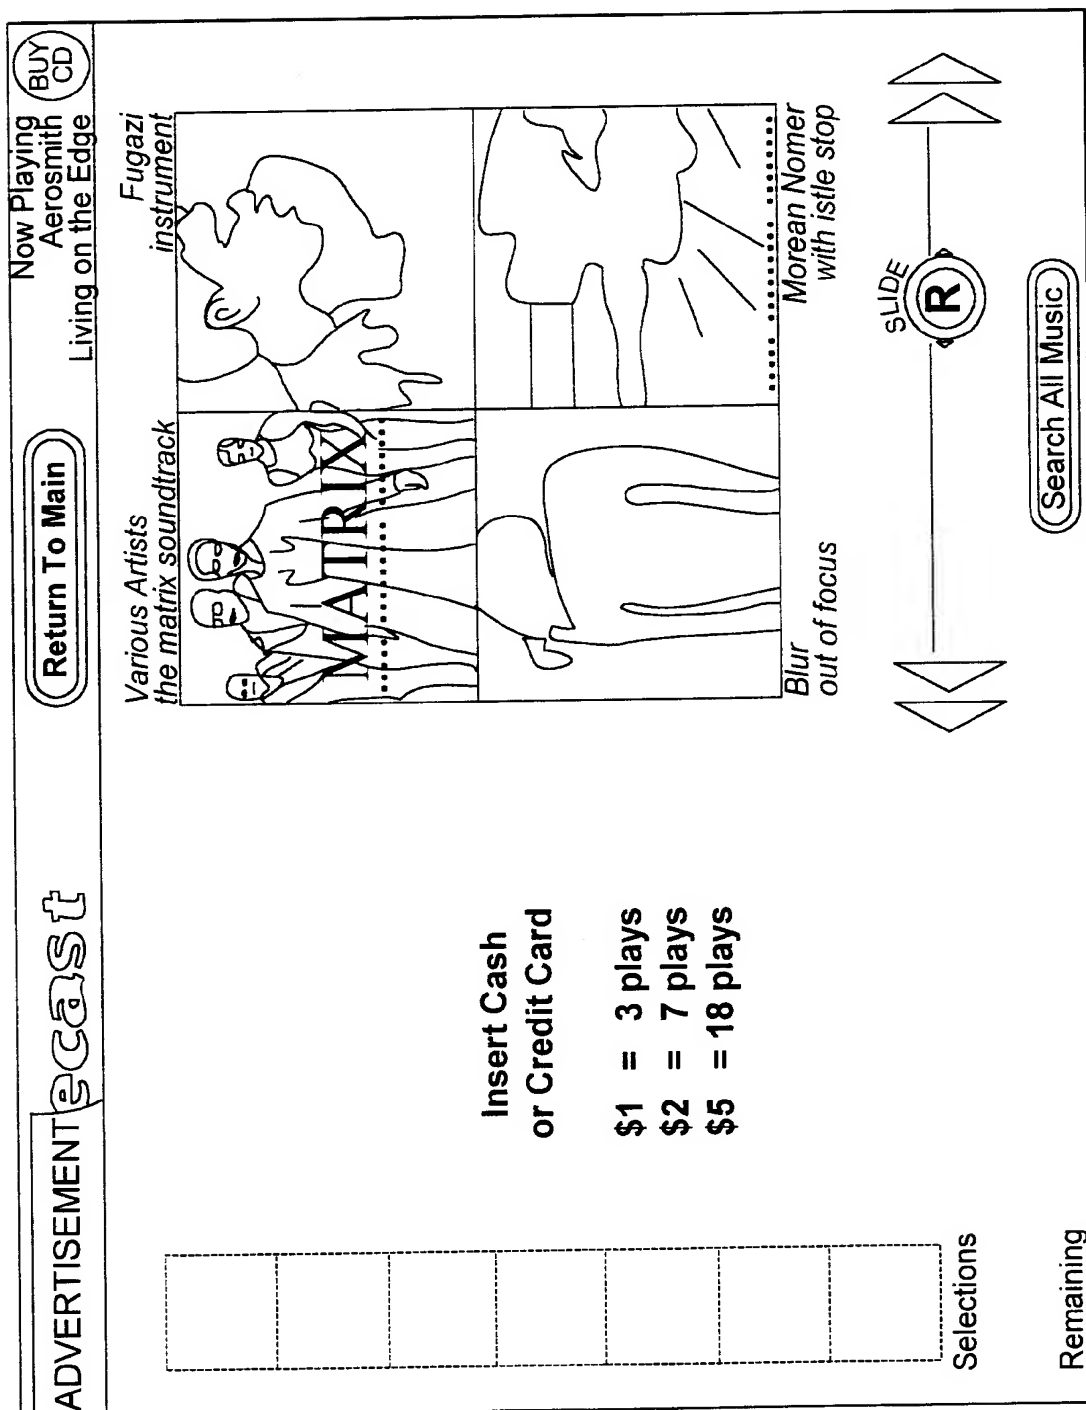 ADVERTISEMENT
ecast
Return To Main
Now Playing
Aerosmith
Living on the Edge
BUY
CD
Various Artists
the matrix soundtrack
Fugazi
instrument
MATRIX
Blur
out of focus
Morean Nomer
with istle stop
Insert Cash
or Credit Card
$1 = 3 plays
$2 = 7 plays
$5 = 18 plays
SLIDE
R
Search All Music
Selections
Remaining